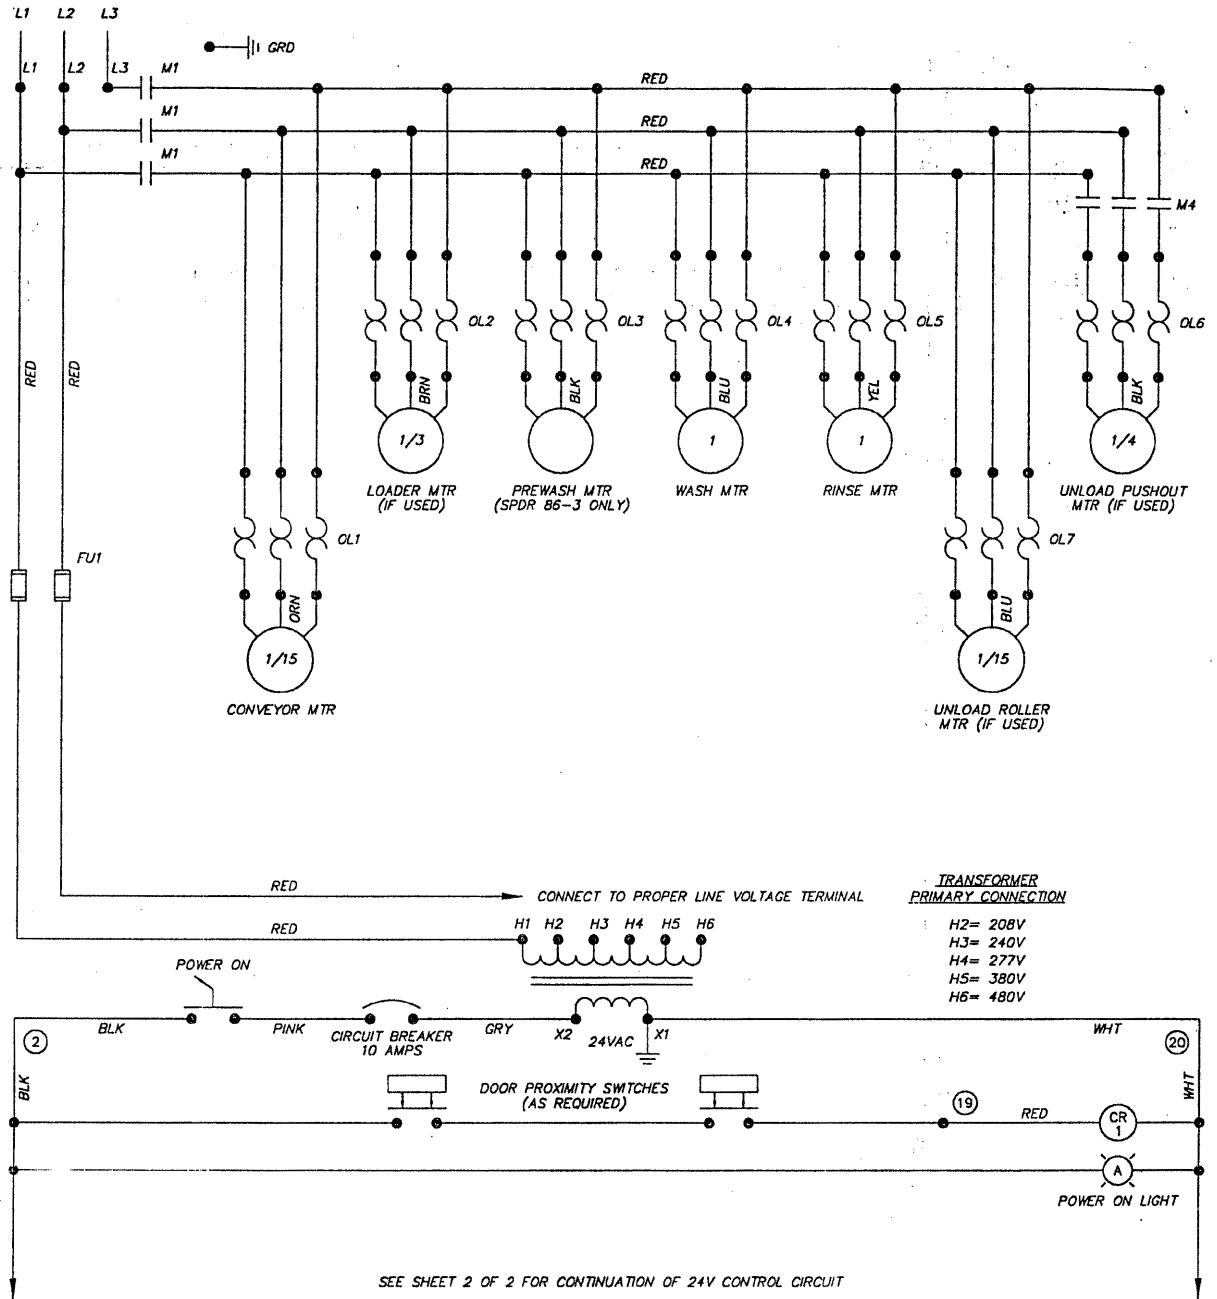 L1 L2 L3
GRD
L1 L2 L3 M1
RED
M1
RED
M1
RED
M4
OL2 OL3 OL4 OL5 OL6
RED RED
BRN BLK BLU YEL BLK
1/3 1 1 1/4
LOADER MTR
(IF USED)
PREWASH MTR
(SPDR 86-3 ONLY)
WASH MTR
RINSE MTR
UNLOAD PUSHOUT
MTR (IF USED)
OL1 OL7
FU1
ORN BLU
1/15 1/15
CONVEYOR MTR
UNLOAD ROLLER
MTR (IF USED)
RED
CONNECT TO PROPER LINE VOLTAGE TERMINAL
TRANSFORMER
PRIMARY CONNECTION
H2= 208V
H3= 240V
H4= 277V
H5= 380V
H6= 480V
RED
H1 H2 H3 H4 H5 H6
POWER ON
BLK PINK
CIRCUIT BREAKER
10 AMPS
GRY X2 24VAC X1 WHT
2 20
BLK WHT
DOOR PROXIMITY SWITCHES
(AS REQUIRED)
19 RED
CR
1
A
POWER ON LIGHT
SEE SHEET 2 OF 2 FOR CONTINUATION OF 24V CONTROL CIRCUIT